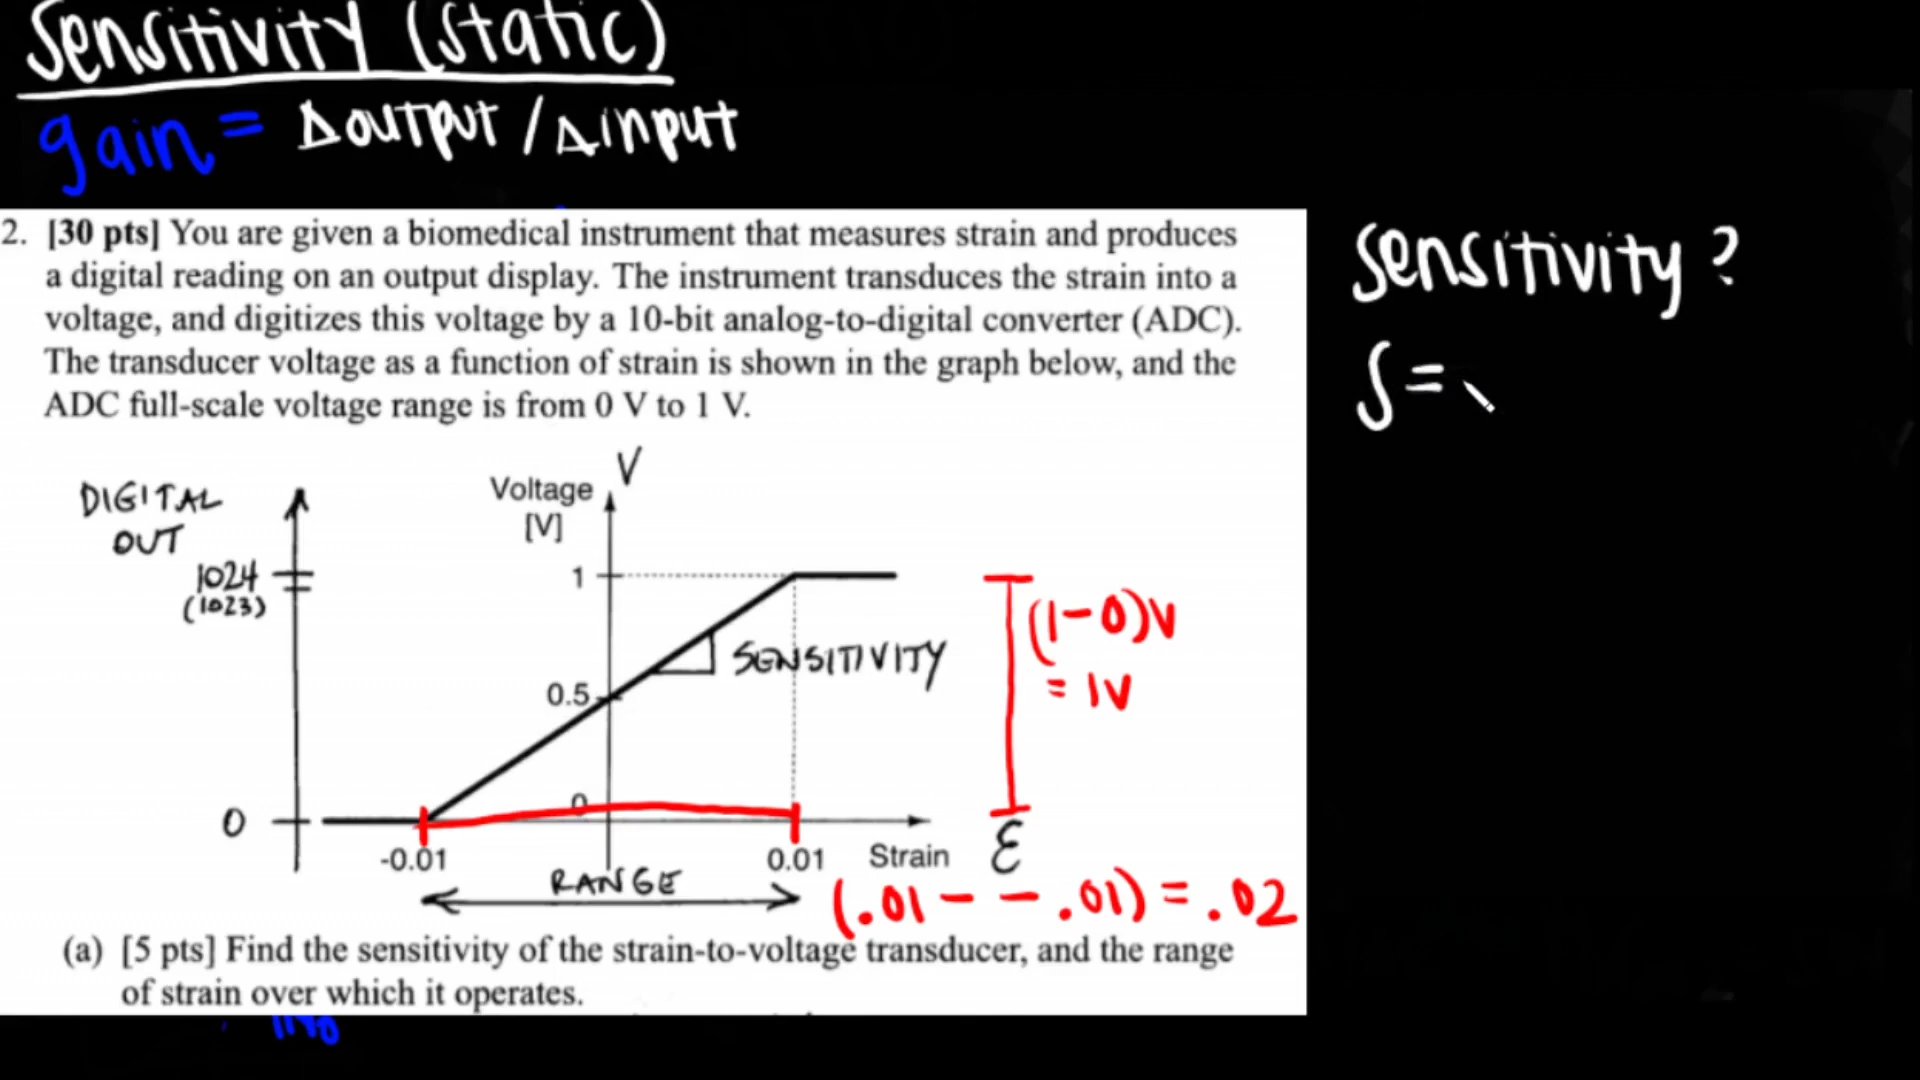 Sensitivity (Static)
gain = Δoutput / Δinput
2. [30 pts] You are given a biomedical instrument that measures strain and produces
a digital reading on an output display. The instrument transduces the strain into a
voltage, and digitizes this voltage by a 10-bit analog-to-digital converter (ADC).
The transducer voltage as a function of strain is shown in the graph below, and the
ADC full-scale voltage range is from 0 V to 1 V.
Sensitivity?
S =
DIGITAL
OUT
1024
(1023)
0
Voltage
[V]
V
1
0.5
0
SENSITIVITY
(1-0)V
= 1V
-0.01
0.01
Strain
ε
RANGE
(.01 - - .01) = .02
(a) [5 pts] Find the sensitivity of the strain-to-voltage transducer, and the range
of strain over which it operates.